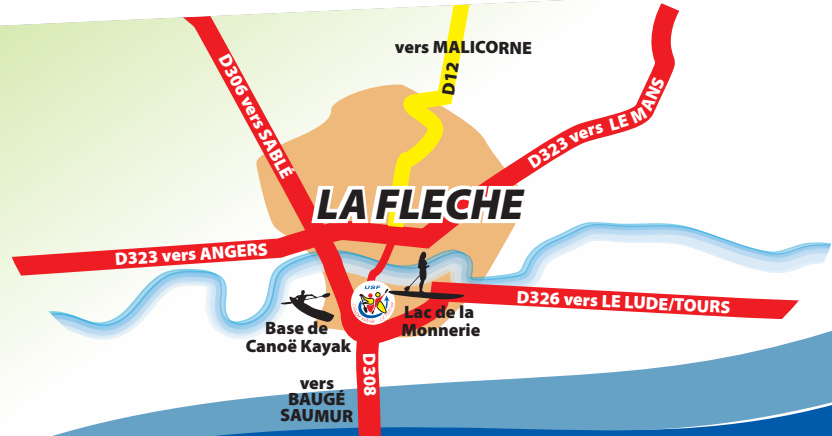 vers MALICORNE
D12
D306 vers SABLÉ
D323 vers LE MANS
LA FLECHE
D323 vers ANGERS
D326 vers LE LUDE/TOURS
USF
Base de
Canoë Kayak
Lac de la
Monnerie
D308
vers
BAUGÉ
SAUMUR